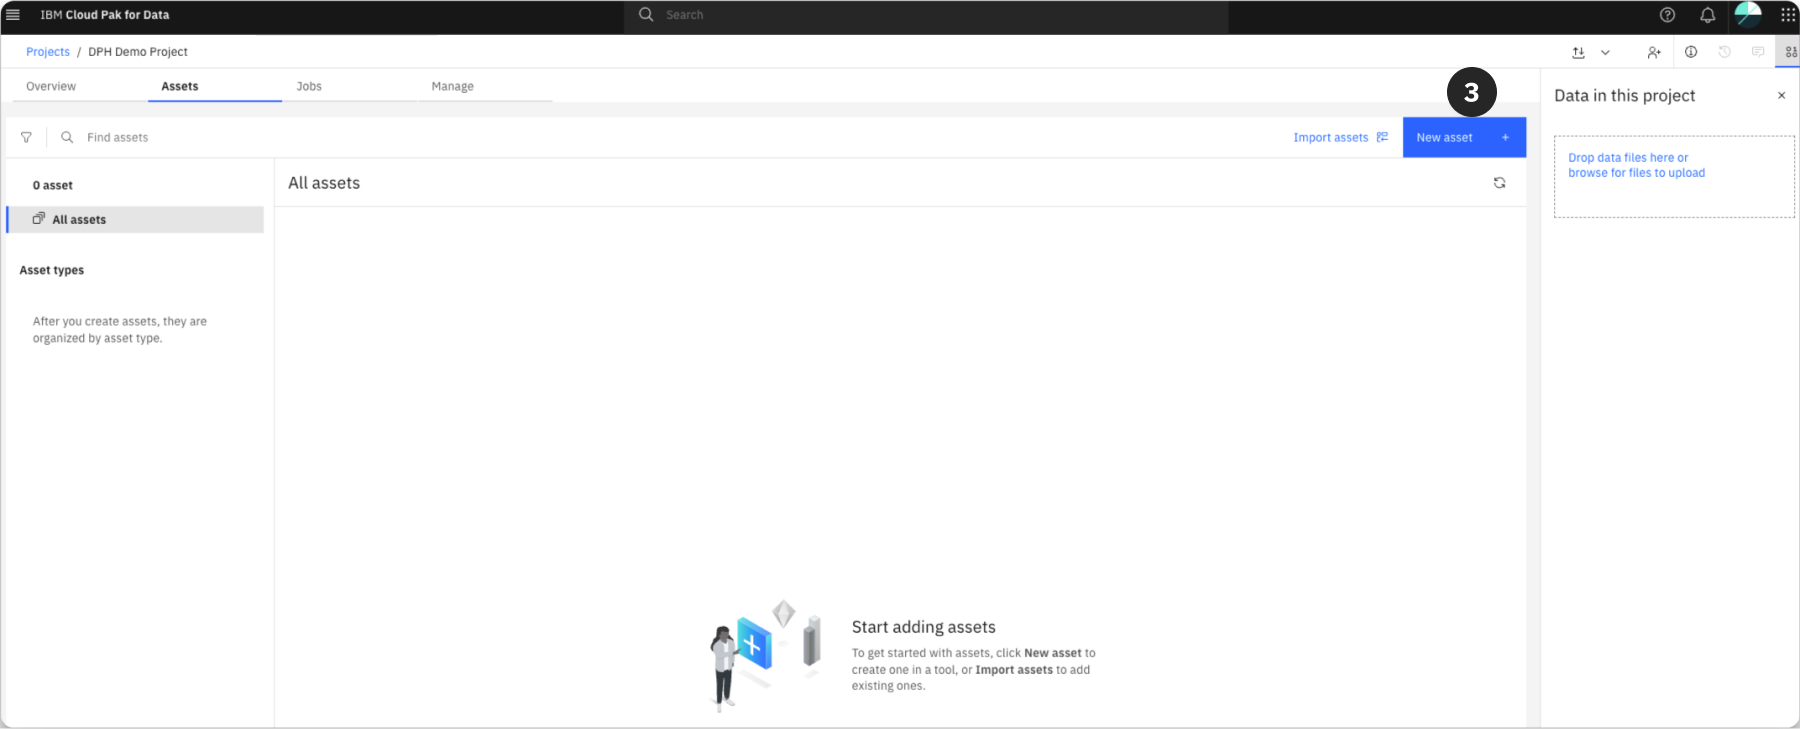 IBM Cloud Pak for Data
Search
Projects / DPH Demo Project
Overview
Assets
Jobs
Manage
3
Data in this project
Find assets
Import assets
New asset +
Drop data files here or
browse for files to upload
0 asset
All assets
All assets
Asset types
After you create assets, they are
organized by asset type.
Start adding assets
To get started with assets, click New asset to
create one in a tool, or Import assets to add
existing ones.